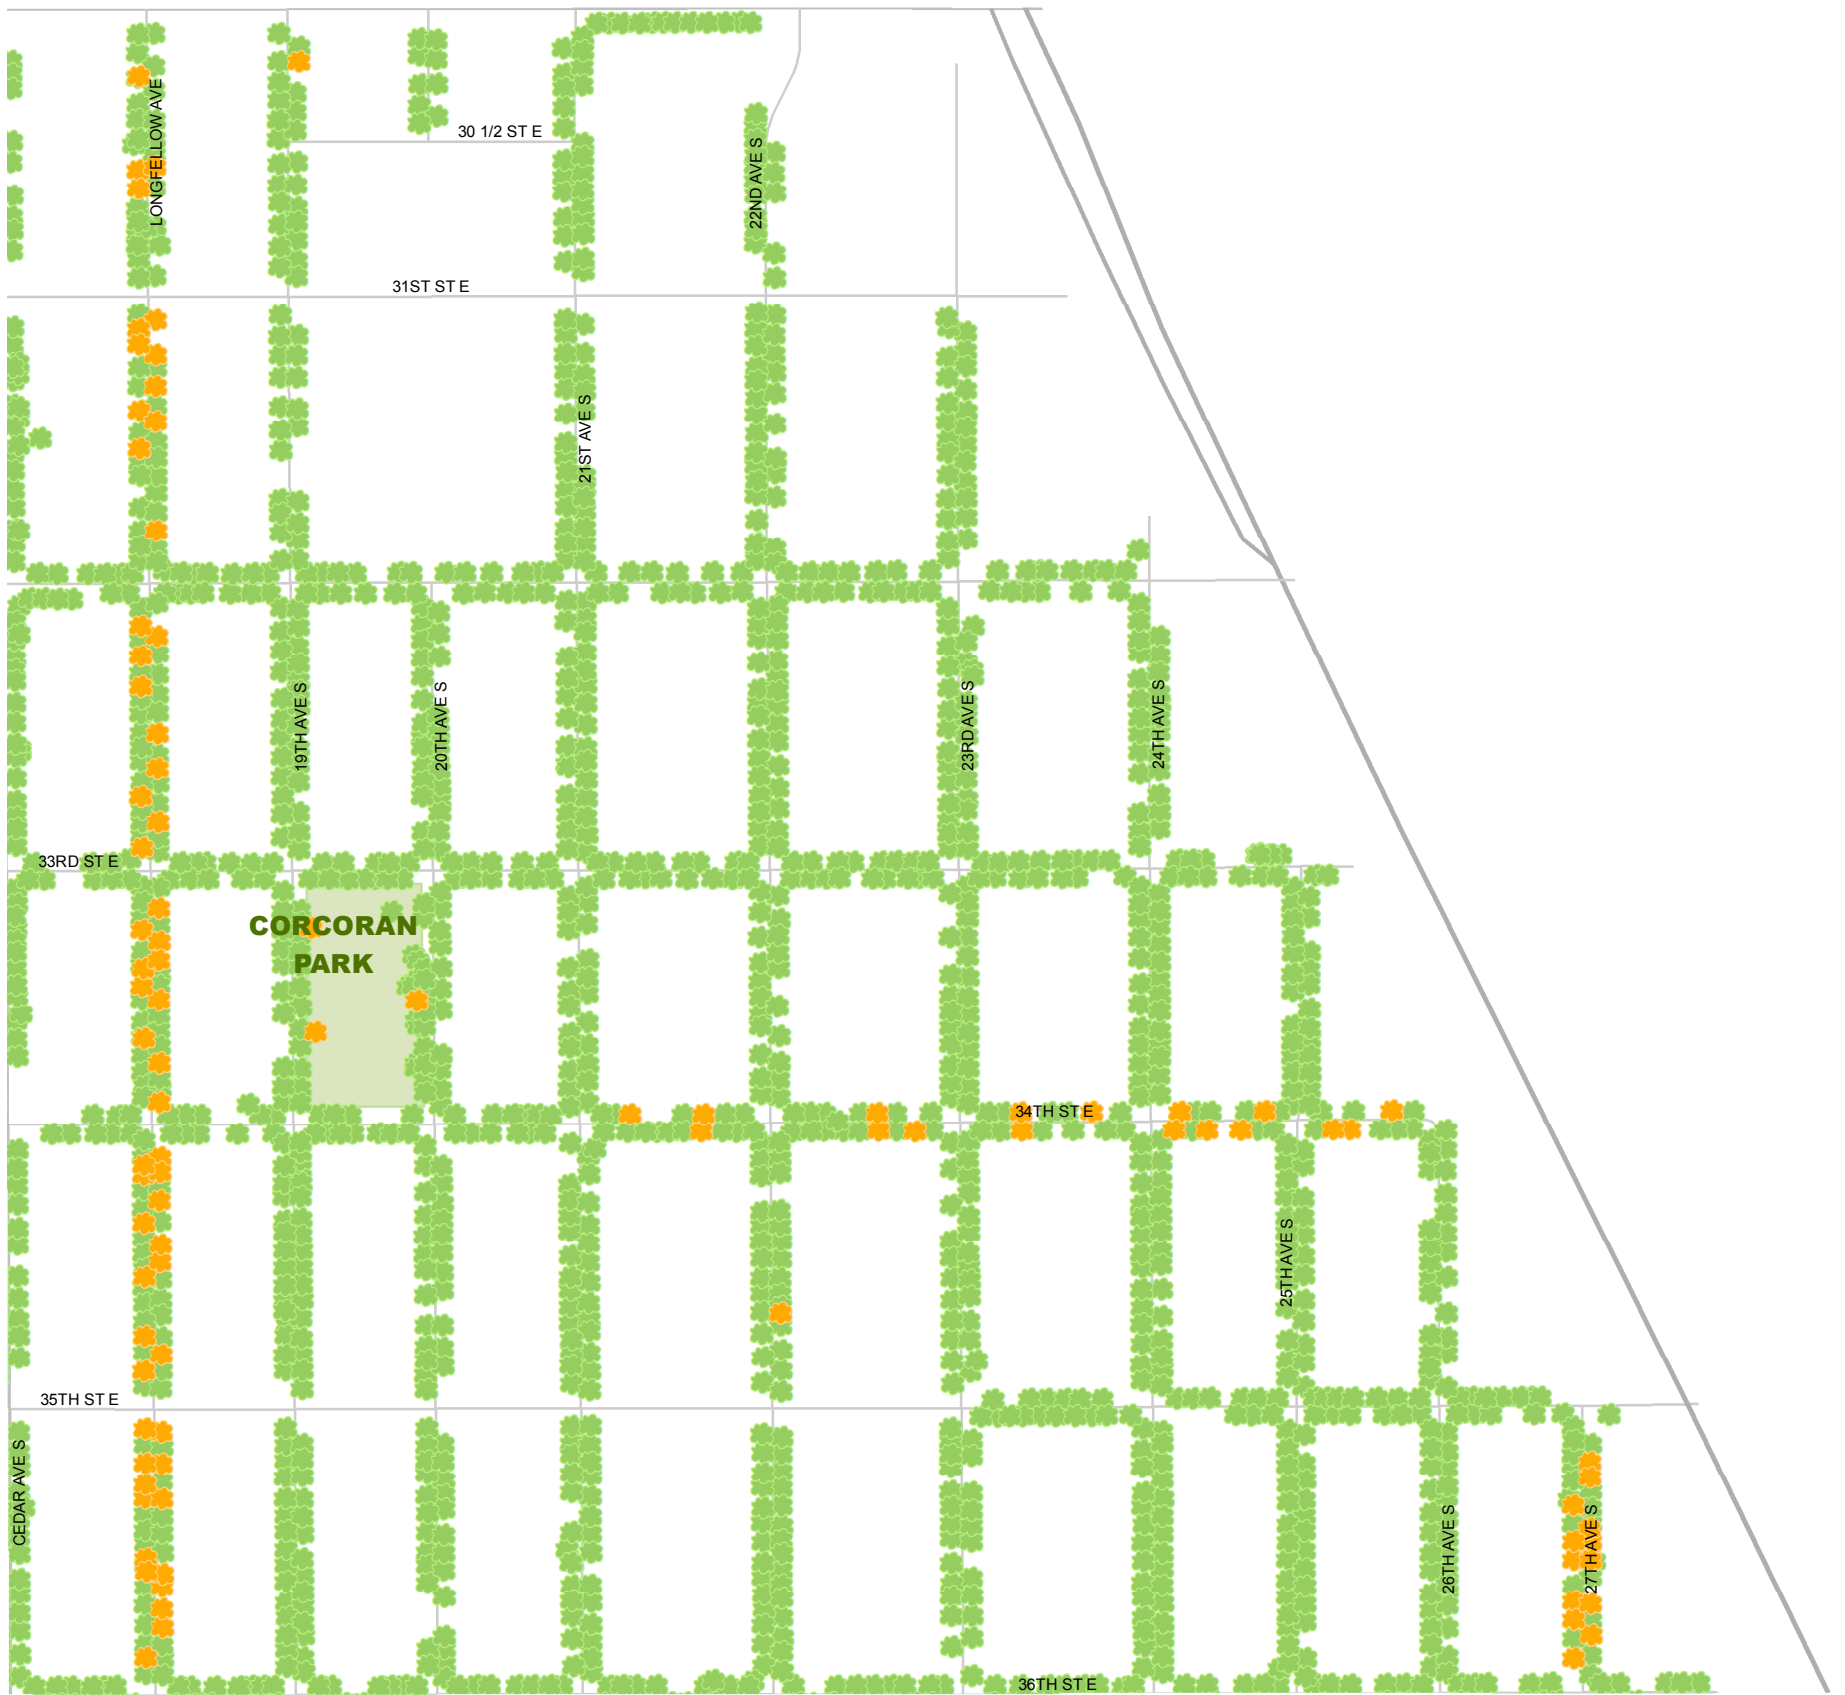 LONGFELLOW AVE
30 1/2 ST E
22ND AVE S
31ST ST E
21ST AVE S
19TH AVE S
20TH AVE S
23RD AVE S
24TH AVE S
33RD ST E
CORCORAN
PARK
34TH ST E
25TH AVE S
35TH ST E
CEDAR AVE S
26TH AVE S
27TH AVE S
36TH ST E